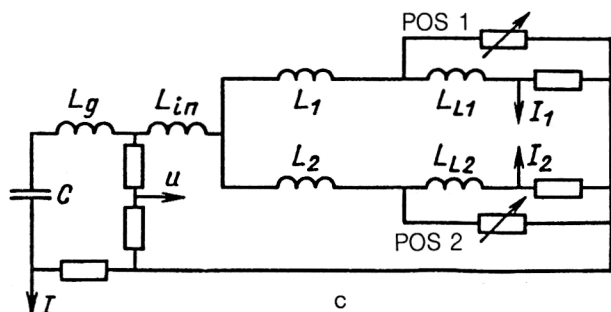 POS 1
L_g
L_in
L_1
L_L1
I_1
C
u
L_2
L_L2
I_2
POS 2
I
c